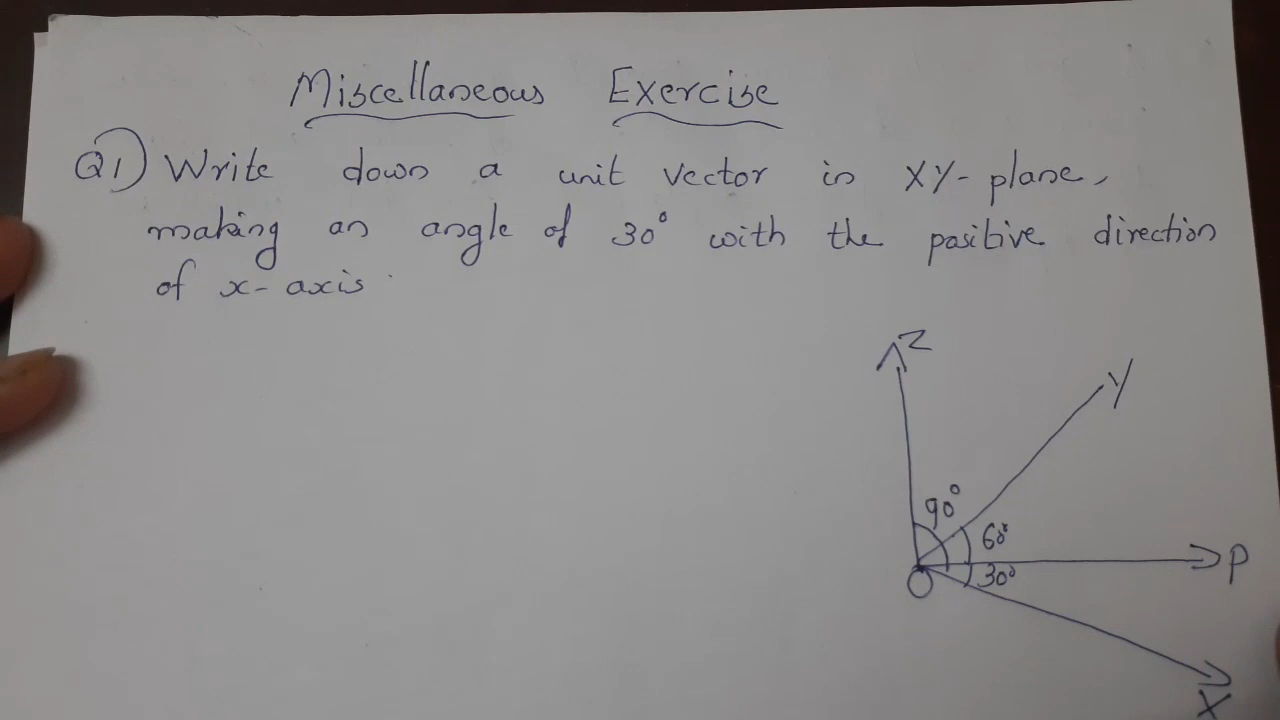 Miscellaneous Exercise
Q1) Write down a unit vector in XY-plane,
making an angle of 30° with the pasitive direction
of x-axis.
Z
Y
90°
60°
P
30°
O
X